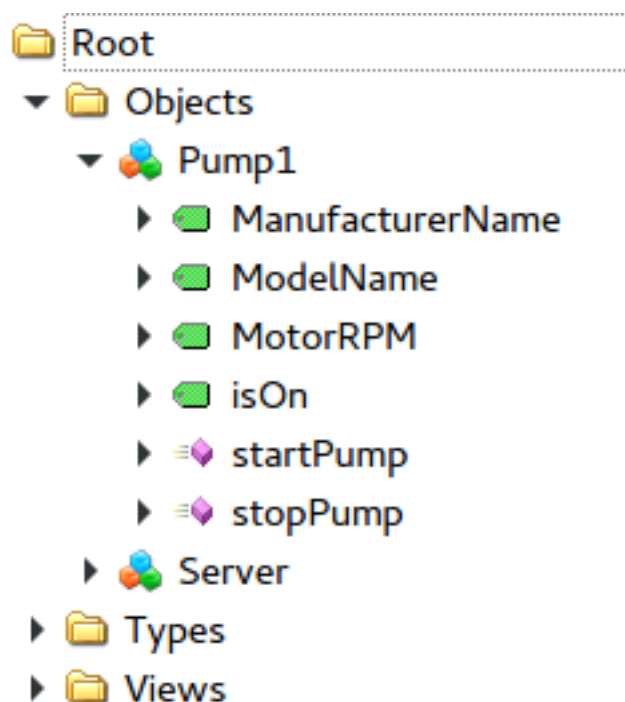 Root
Objects
Pump1
ManufacturerName
ModelName
MotorRPM
isOn
startPump
stopPump
Server
Types
Views